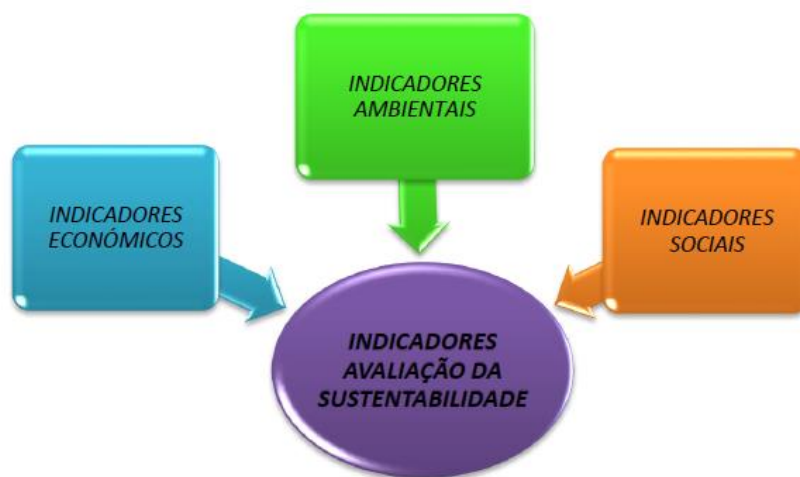 INDICADORES
AMBIENTAIS
INDICADORES
ECONÓMICOS
INDICADORES
SOCIAIS
INDICADORES
AVALIAÇÃO DA
SUSTENTABILIDADE